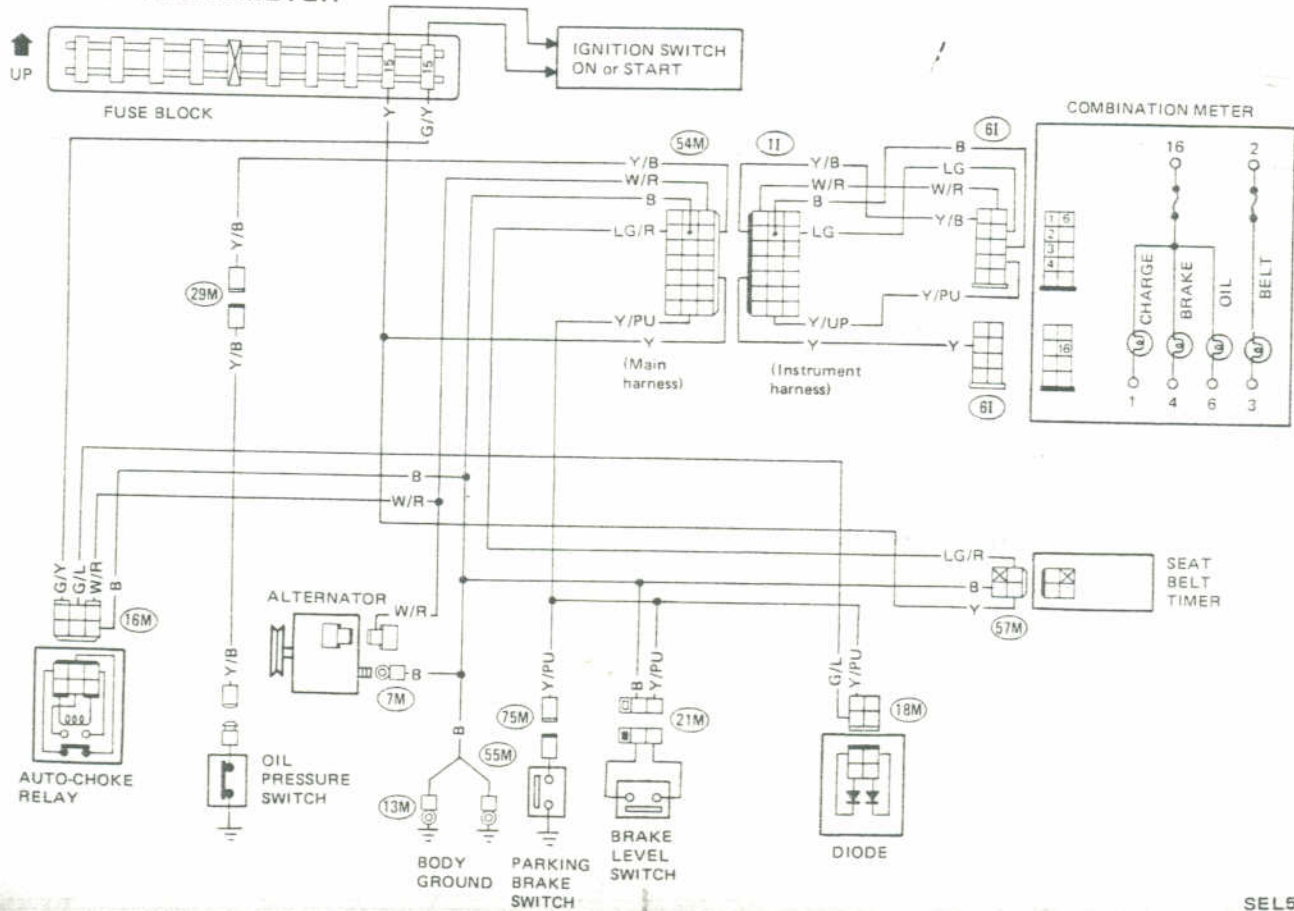 UP
15
15
IGNITION SWITCH
ON or START
FUSE BLOCK
Y
G/Y
COMBINATION METER
54M
1I
6I
Y/B
W/R
B
LG/R
Y/B
W/R
B
LG
B
LG
W/R
Y/B
Y/B
29M
Y/B
Y/PU
Y
Y/UP
Y
Y/PU
Y
(Main
harness)
(Instrument
harness)
6I
1 6
2
3
4
16
16
2
CHARGE
BRAKE
OIL
BELT
1
4
6
3
B
W/R
G/Y
G/L
W/R
B
16M
AUTO-CHOKE
RELAY
Y/B
OIL
PRESSURE
SWITCH
ALTERNATOR
W/R
B
7M
B
55M
13M
BODY
GROUND
Y/PU
75M
PARKING
BRAKE
SWITCH
B
Y/PU
21M
BRAKE
LEVEL
SWITCH
G/L
Y/PU
18M
DIODE
LG/R
B
Y
57M
SEAT
BELT
TIMER
SEL5